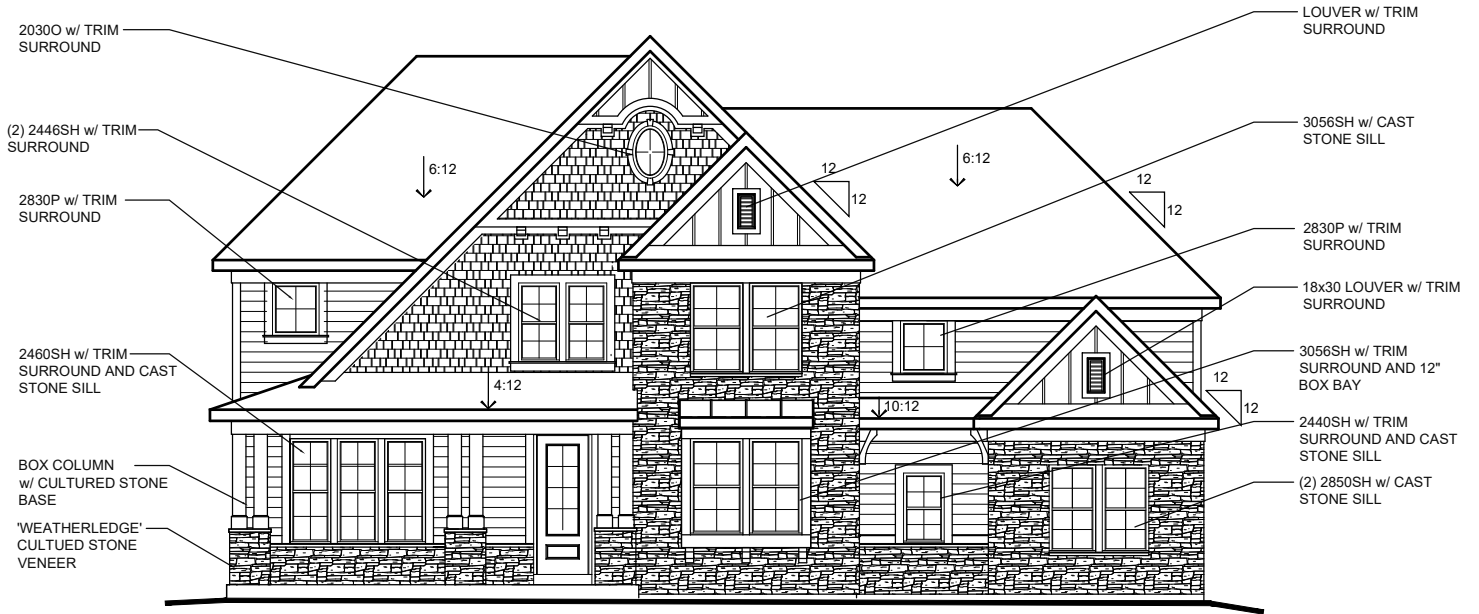 2030O w/ TRIM
SURROUND
(2) 2446SH w/ TRIM
SURROUND
2830P w/ TRIM
SURROUND
2460SH w/ TRIM
SURROUND AND CAST
STONE SILL
BOX COLUMN
w/ CULTURED STONE
BASE
'WEATHERLEDGE'
CULTUED STONE
VENEER
6:12
4:12
12
12
6:12
12
12
10:12
12
12
LOUVER w/ TRIM
SURROUND
3056SH w/ CAST
STONE SILL
2830P w/ TRIM
SURROUND
18x30 LOUVER w/ TRIM
SURROUND
3056SH w/ TRIM
SURROUND AND 12"
BOX BAY
2440SH w/ TRIM
SURROUND AND CAST
STONE SILL
(2) 2850SH w/ CAST
STONE SILL